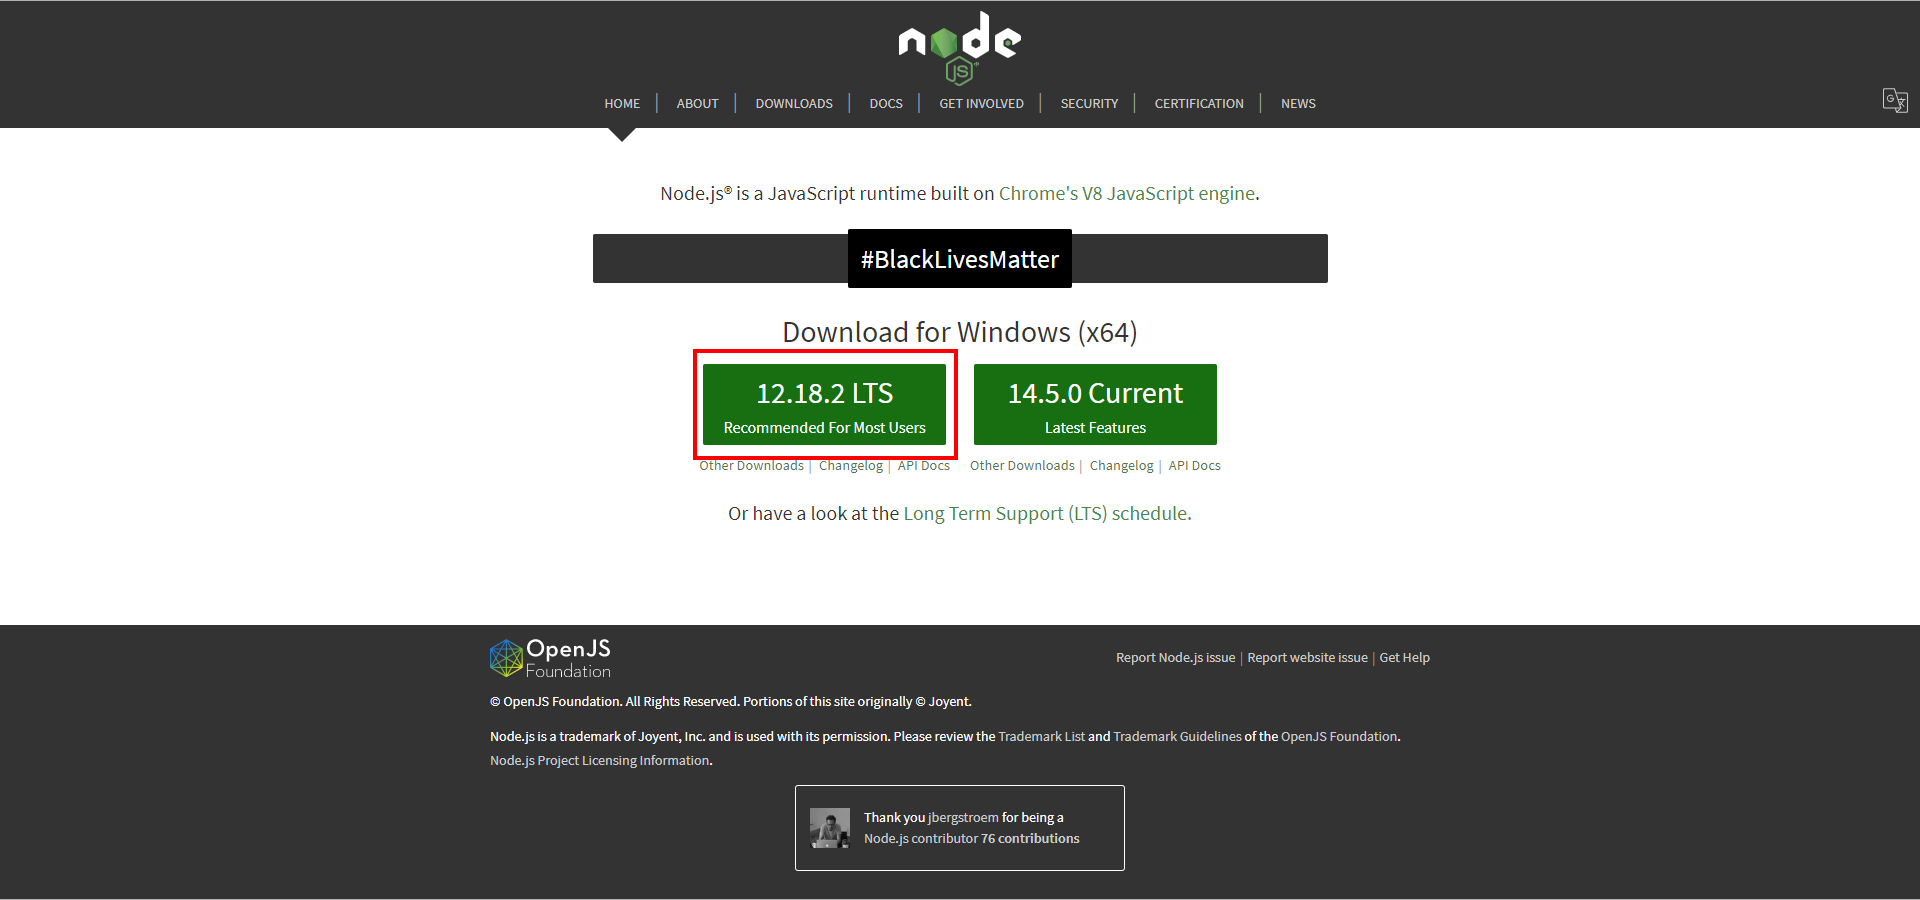 node
JS
HOME | ABOUT | DOWNLOADS | DOCS | GET INVOLVED | SECURITY | CERTIFICATION | NEWS
Node.js® is a JavaScript runtime built on Chrome's V8 JavaScript engine.
#BlackLivesMatter
Download for Windows (x64)
12.18.2 LTS
Recommended For Most Users
14.5.0 Current
Latest Features
Other Downloads | Changelog | API Docs
Other Downloads | Changelog | API Docs
Or have a look at the Long Term Support (LTS) schedule.
OpenJS
Foundation
Report Node.js issue | Report website issue | Get Help
© OpenJS Foundation. All Rights Reserved. Portions of this site originally © Joyent.
Node.js is a trademark of Joyent, Inc. and is used with its permission. Please review the Trademark List and Trademark Guidelines of the OpenJS Foundation.
Node.js Project Licensing Information.
Thank you jbergstroem for being a
Node.js contributor 76 contributions